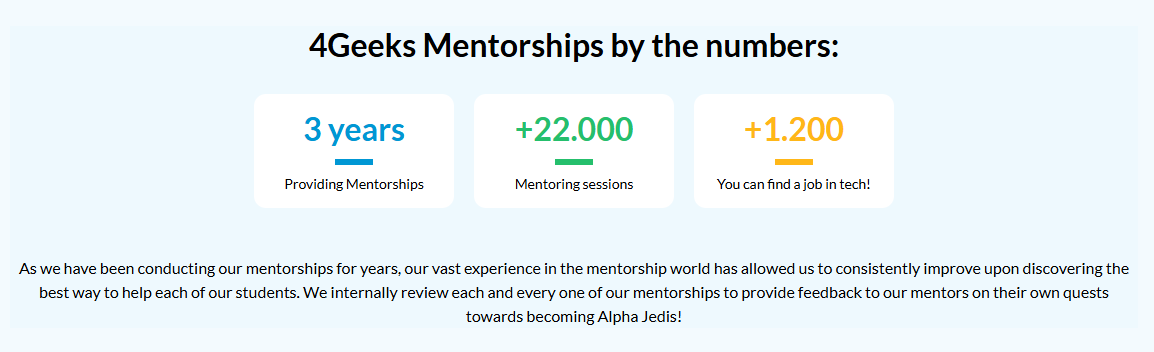 4Geeks Mentorships by the numbers:
3 years
+22.000
+1.200
Providing Mentorships
Mentoring sessions
You can find a job in tech!
As we have been conducting our mentorships for years, our vast experience in the mentorship world has allowed us to consistently improve upon discovering the
best way to help each of our students. We internally review each and every one of our mentorships to provide feedback to our mentors on their own quests
towards becoming Alpha Jedis!